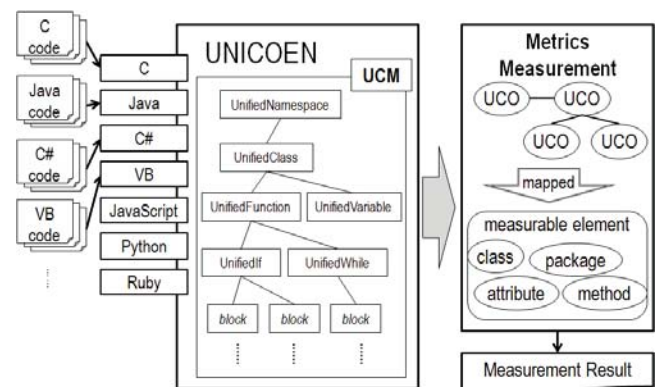 C
code
Java
code
C#
code
VB
code
C
Java
C#
VB
JavaScript
Python
Ruby
UNICOEN
UCM
UnifiedNamespace
UnifiedClass
UnifiedFunction
UnifiedVariable
UnifiedIf
UnifiedWhile
block
block
block
Metrics
Measurement
UCO
UCO
UCO
UCO
mapped
measurable element
class
package
attribute
method
Measurement Result